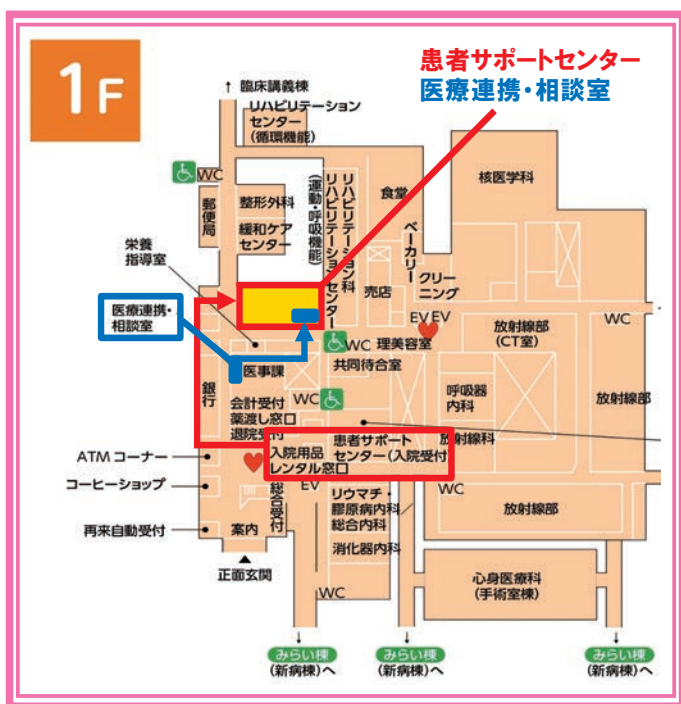 1F
患者サポートセンター
医療連携・相談室
↑ 臨床講義棟
リハビリテーション
センター
(循環機能)
WC
郵便局
整形外科
緩和ケア
センター
リハビリテーション科
リハビリテーションセンター
(運動・呼吸機能)
食堂
核医学科
ベーカリー
売店
クリー
ニング
栄養
指導室
医療連携・
相談室
EV EV
WC
理美容室
共同待合室
放射線部
(CT室)
WC
医事課
銀行
会計受付
薬渡し窓口
退院受付
WC
呼吸器
内科
放射線部
放射線科
患者サポート
センター(入院受付)
入院用品
レンタル窓口
ATMコーナー
コーヒーショップ
再来自動受付
案内
総合受付
EV
リウマチ・
膠原病内科
総合内科
消化器内科
WC
放射線部
正面玄関
WC
心身医療科
(手術室棟)
みらい棟
(新病棟)へ
みらい棟
(新病棟)へ
みらい棟
(新病棟)へ